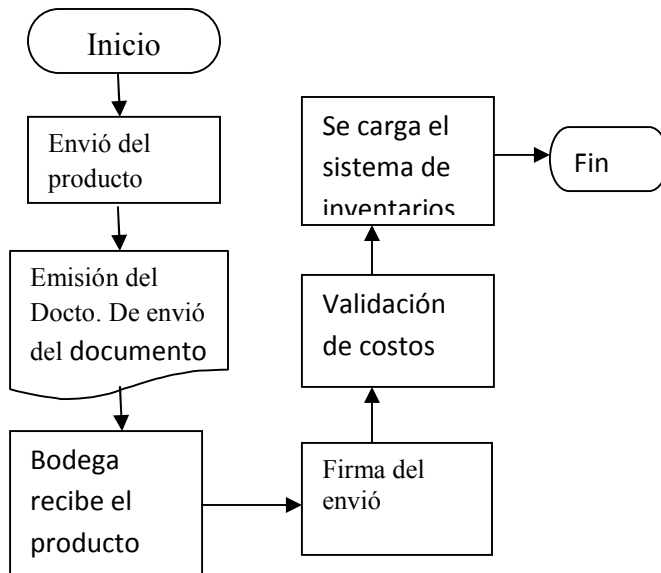 Inicio
Envió del
producto
Emisión del
Docto. De envió
del documento
Bodega
recibe el
producto
Firma del
envió
Validación
de costos
Se carga el
sistema de
inventarios
Fin